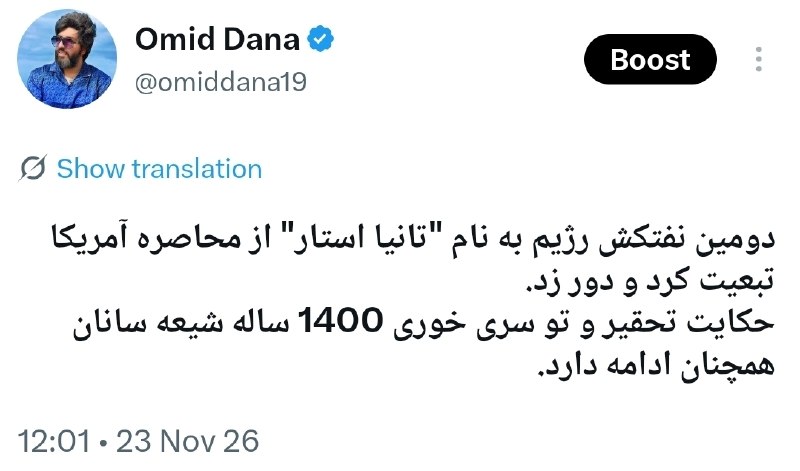 Omid Dana
@omiddana19
Boost
Show translation
دومین نفتکش رژیم به نام "تانیا استار" از محاصره آمریکا
تبعیت کرد و دور زد.
حکایت تحقیر و تو سری خوری 1400 ساله شیعه سانان
همچنان ادامه دارد.
12:01 • 23 Nov 26